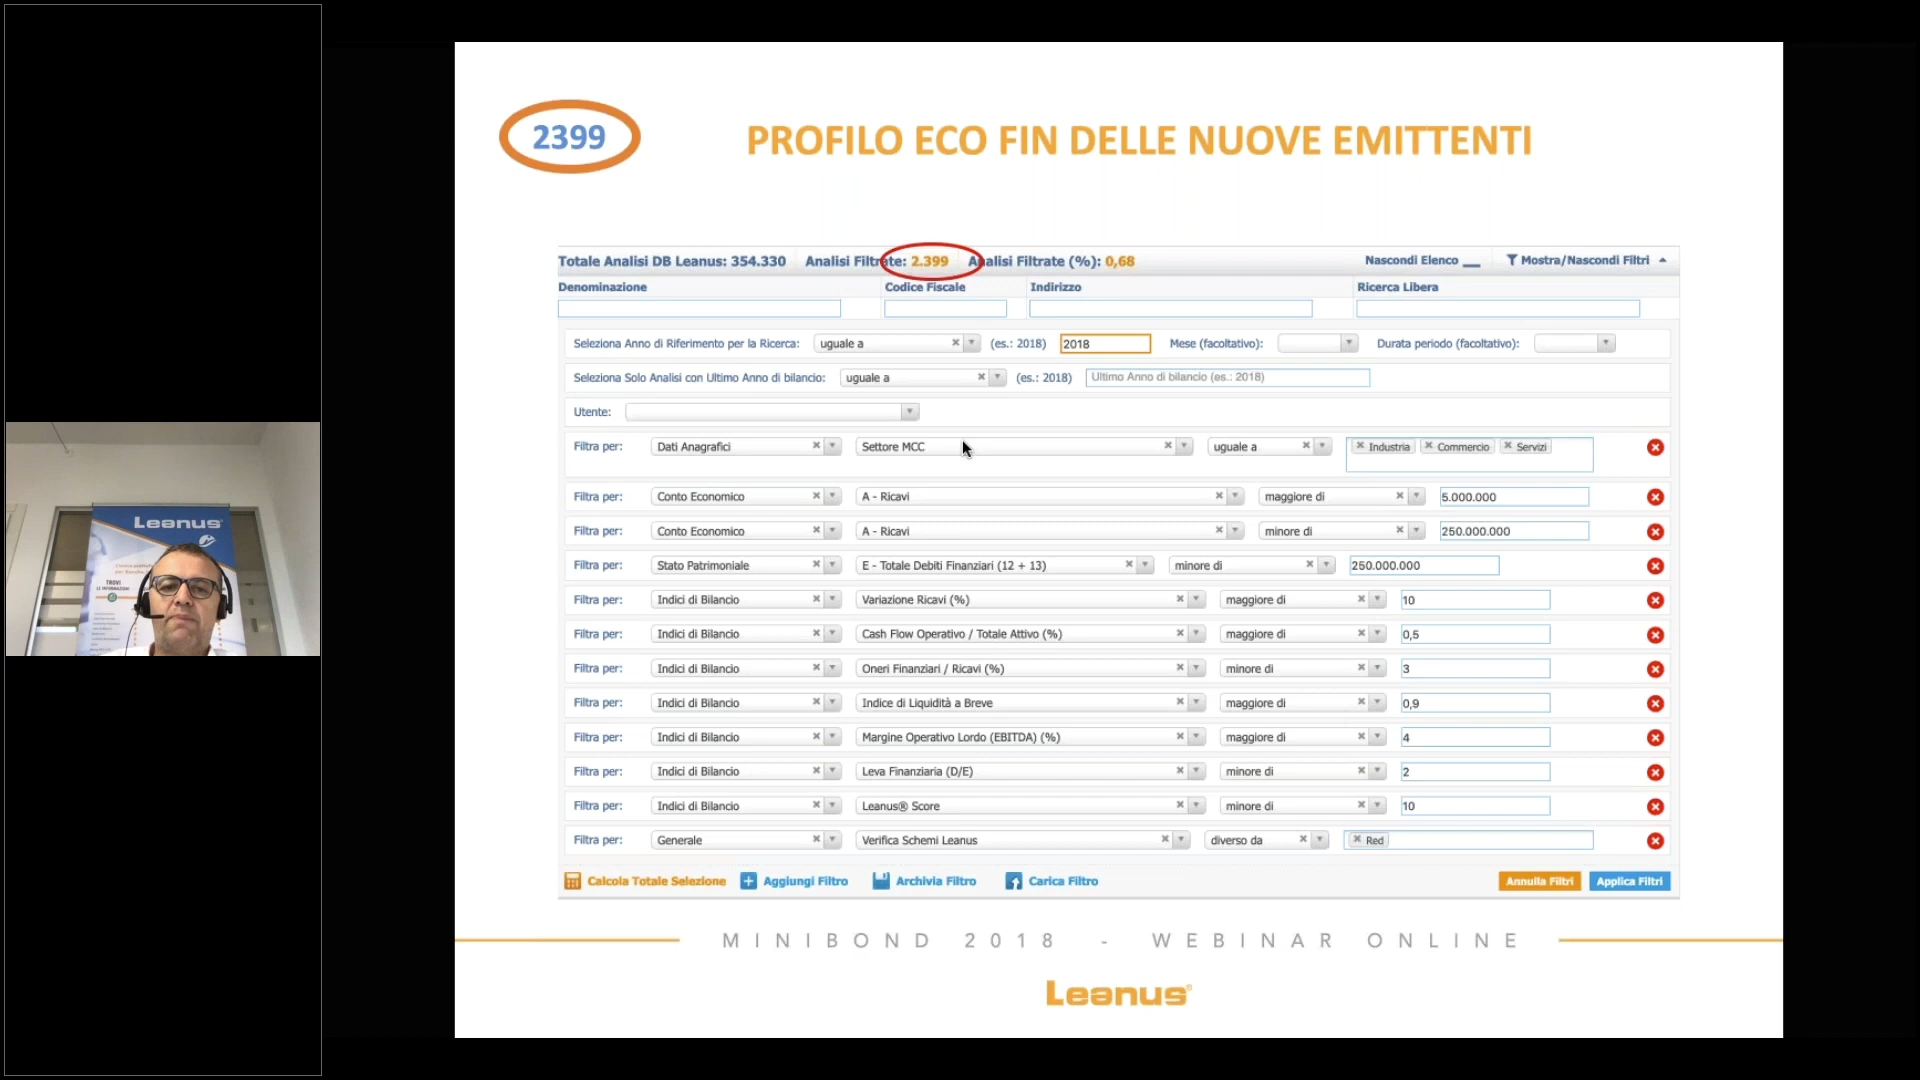 2399
PROFILO ECO FIN DELLE NUOVE EMITTENTI
Totale Analisi DB Leanus: 354.330 Analisi Filtrate: 2.399 Analisi Filtrate (%): 0,68 Nascondi Elenco Mostra/Nascondi Filtri
Denominazione Codice Fiscale Indirizzo Ricerca Libera
Seleziona Anno di Riferimento per la Ricerca: uguale a (es.: 2018) 2018 Mese (facoltativo): Durata periodo (facoltativo):
Seleziona Solo Analisi con Ultimo Anno di bilancio: uguale a (es.: 2018) Ultimo Anno di bilancio (es.: 2018)
Utente:
Filtra per: Dati Anagrafici Settore MCC uguale a Industria Commercio Servizi
Filtra per: Conto Economico A - Ricavi maggiore di 5.000.000
Filtra per: Conto Economico A - Ricavi minore di 250.000.000
Filtra per: Stato Patrimoniale E - Totale Debiti Finanziari (12 + 13) minore di 250.000.000
Filtra per: Indici di Bilancio Variazione Ricavi (%) maggiore di 10
Filtra per: Indici di Bilancio Cash Flow Operativo / Totale Attivo (%) maggiore di 0,5
Filtra per: Indici di Bilancio Oneri Finanziari / Ricavi (%) minore di 3
Filtra per: Indici di Bilancio Indice di Liquidità a Breve maggiore di 0,9
Filtra per: Indici di Bilancio Margine Operativo Lordo (EBITDA) (%) maggiore di 4
Filtra per: Indici di Bilancio Leva Finanziaria (D/E) minore di 2
Filtra per: Indici di Bilancio Leanus® Score minore di 10
Filtra per: Generale Verifica Schemi Leanus diverso da Red
Calcola Totale Selezione Aggiungi Filtro Archivia Filtro Carica Filtro Annulla Filtri Applica Filtri
MINIBOND 2018 - WEBINAR ONLINE
Leanus®
Leanus
TROVI
LE INFORMAZIONI